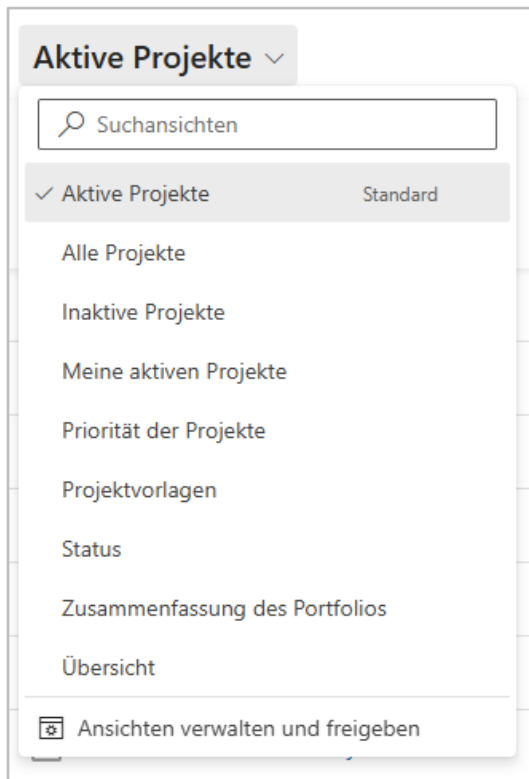 Aktive Projekte
Suchansichten
Aktive Projekte Standard
Alle Projekte
Inaktive Projekte
Meine aktiven Projekte
Priorität der Projekte
Projektvorlagen
Status
Zusammenfassung des Portfolios
Übersicht
Ansichten verwalten und freigeben